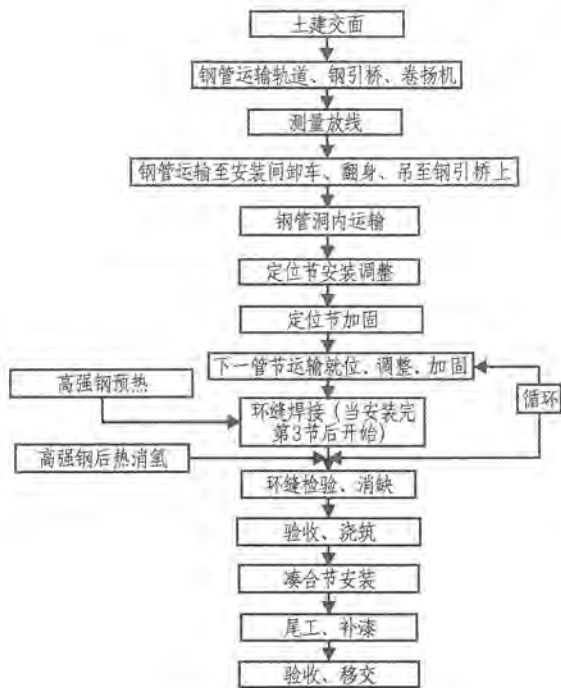 土建交面
钢管运输轨道、钢引桥、卷扬机
测量放线
钢管运输至安装间卸车、翻身、吊至钢引桥上
钢管洞内运输
定位节安装调整
定位节加固
下一管节运输就位、调整、加固
高强钢预热
循环
环缝焊接（当安装完
第3节后开始）
高强钢后热消氢
环缝检验、消缺
验收、浇筑
凑合节安装
尾工、补漆
验收、移交